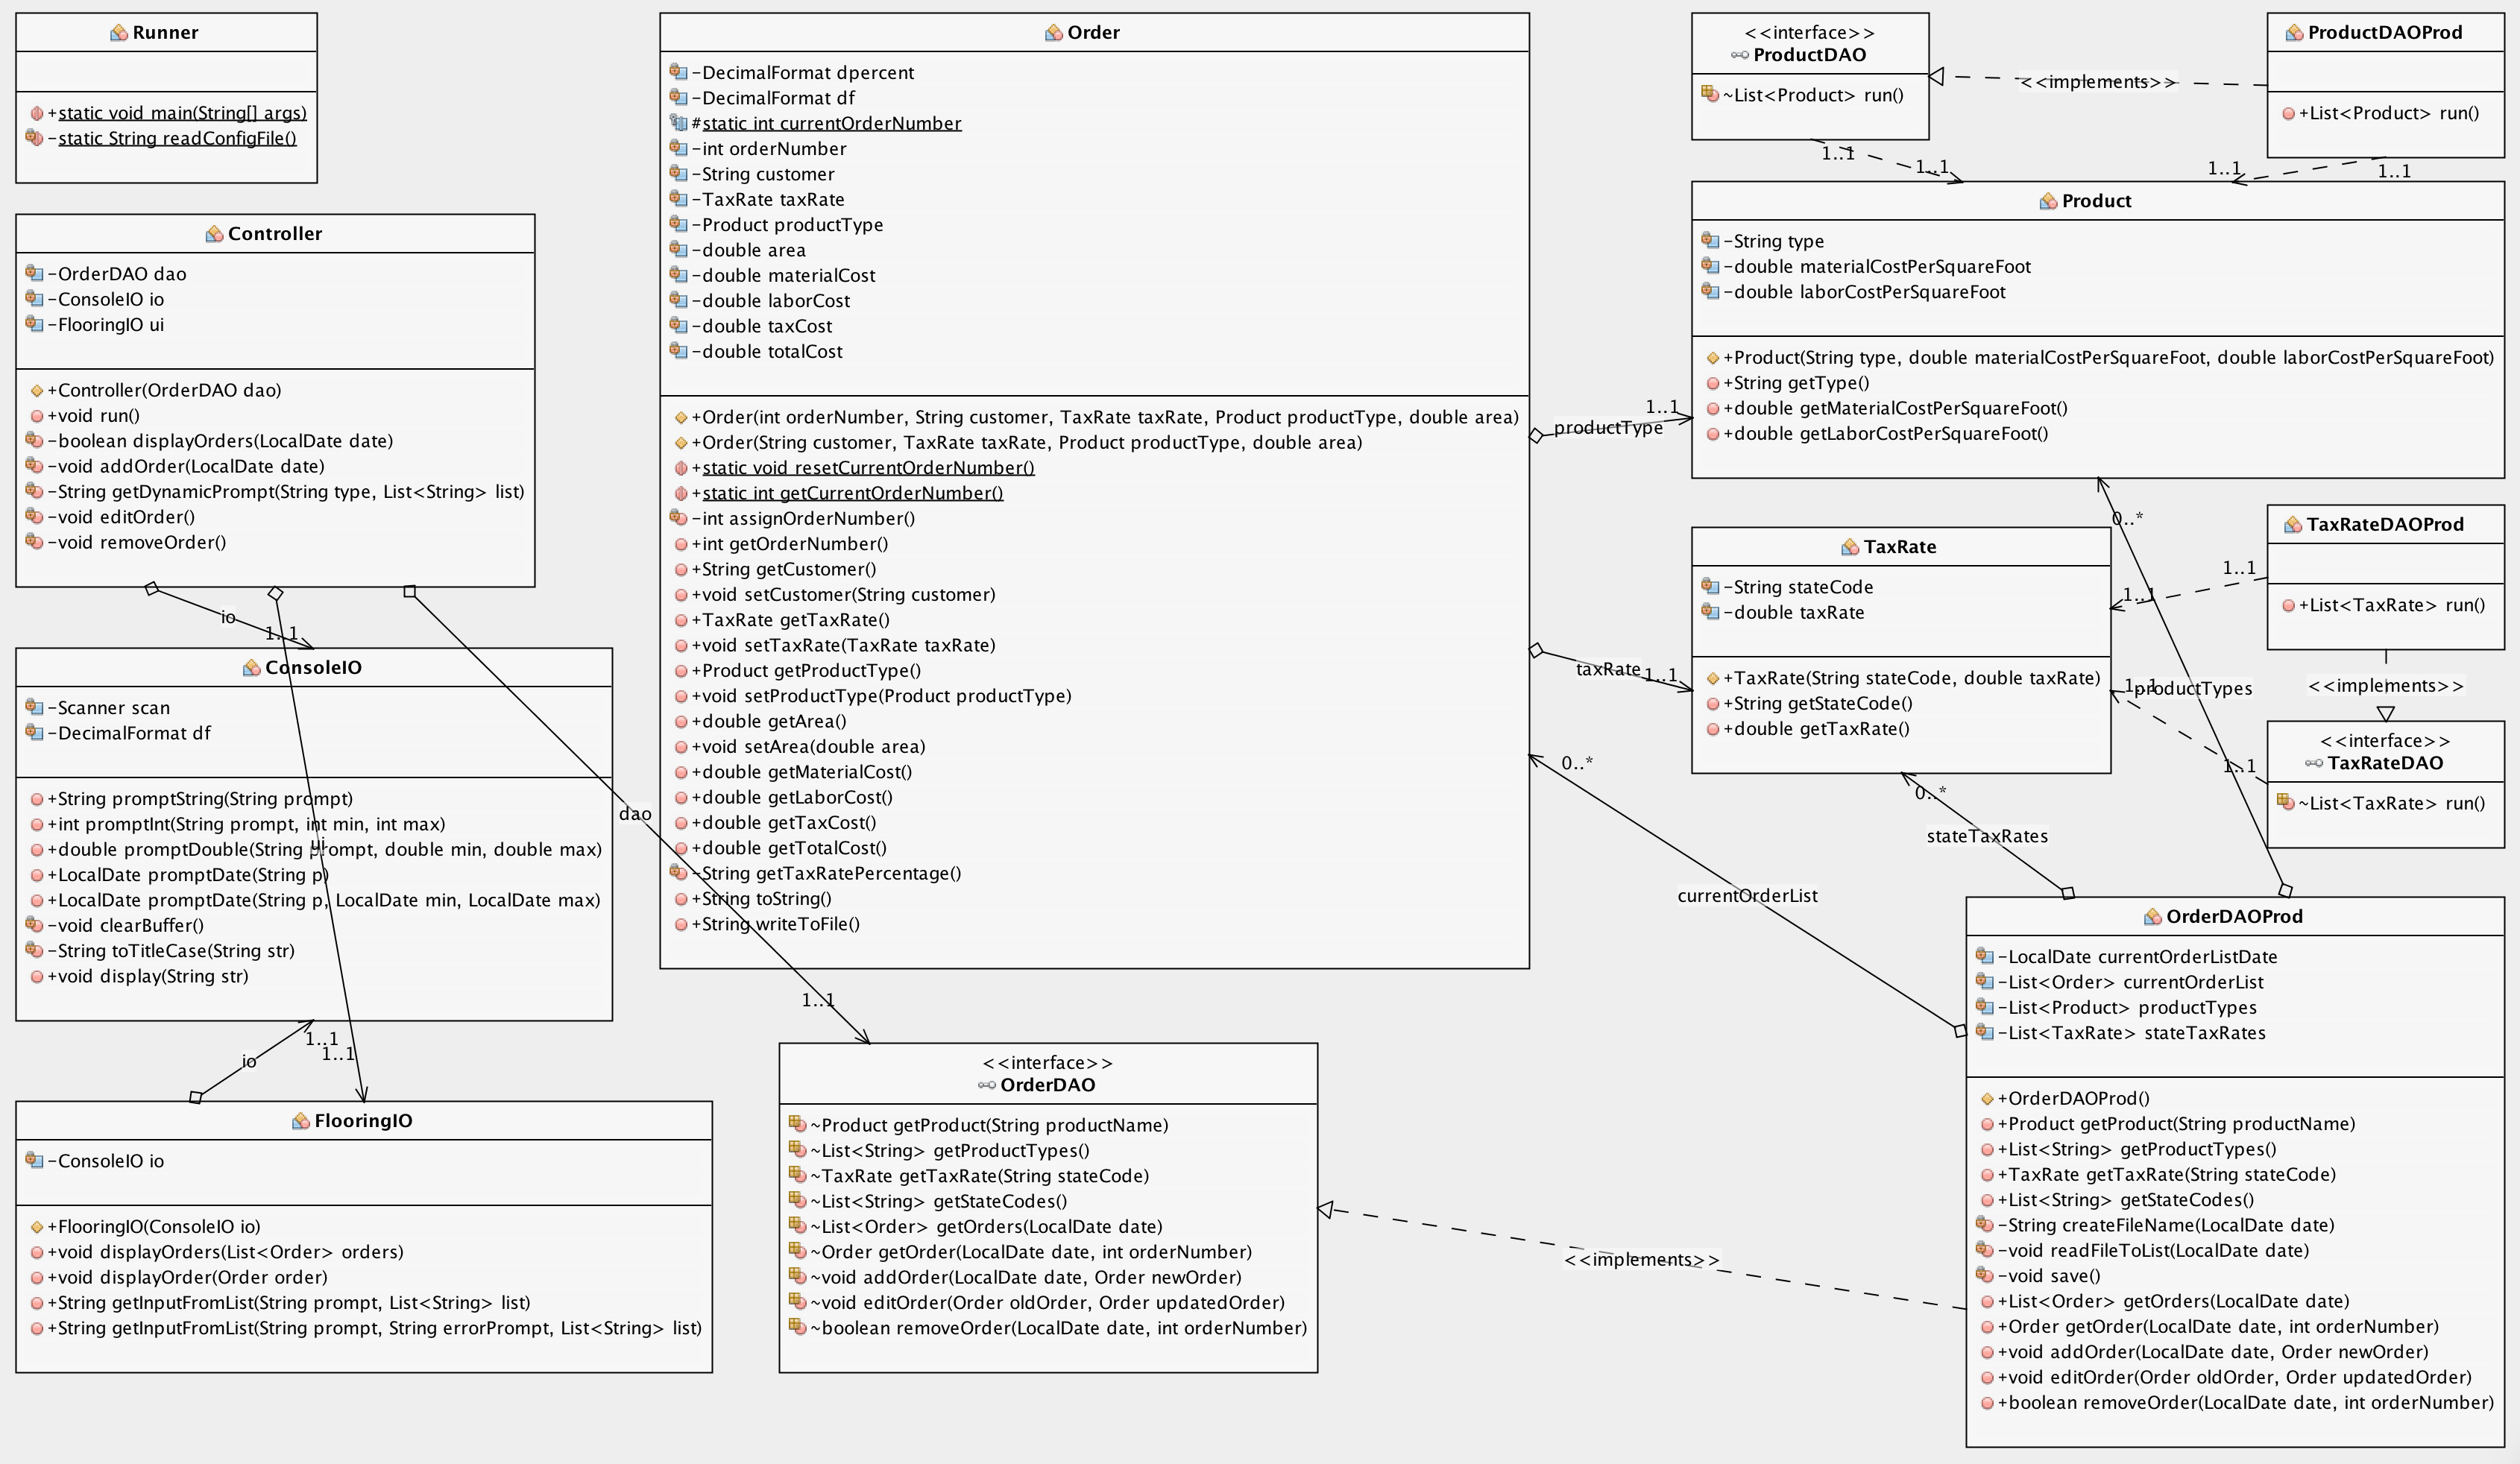 Runner
+static void main(String[] args)
-static String readConfigFile()
Controller
-OrderDAO dao
-ConsoleIO io
-FlooringIO ui
+Controller(OrderDAO dao)
+void run()
-boolean displayOrders(LocalDate date)
-void addOrder(LocalDate date)
-String getDynamicPrompt(String type, List<String> list)
-void editOrder()
-void removeOrder()
io
1..1
ConsoleIO
-Scanner scan
-DecimalFormat df
+String promptString(String prompt)
+int promptInt(String prompt, int min, int max)
ui
+double promptDouble(String prompt, double min, double max)
+LocalDate promptDate(String p)
+LocalDate promptDate(String p, LocalDate min, LocalDate max)
-void clearBuffer()
-String toTitleCase(String str)
+void display(String str)
1..1
1..1
io
FlooringIO
-ConsoleIO io
+FlooringIO(ConsoleIO io)
+void displayOrders(List<Order> orders)
+void displayOrder(Order order)
+String getInputFromList(String prompt, List<String> list)
+String getInputFromList(String prompt, String errorPrompt, List<String> list)
Order
-DecimalFormat dpercent
-DecimalFormat df
#static int currentOrderNumber
-int orderNumber
-String customer
-TaxRate taxRate
-Product productType
-double area
-double materialCost
-double laborCost
-double taxCost
-double totalCost
+Order(int orderNumber, String customer, TaxRate taxRate, Product productType, double area)
+Order(String customer, TaxRate taxRate, Product productType, double area)
+static void resetCurrentOrderNumber()
+static int getCurrentOrderNumber()
-int assignOrderNumber()
+int getOrderNumber()
+String getCustomer()
+void setCustomer(String customer)
+TaxRate getTaxRate()
+void setTaxRate(TaxRate taxRate)
+Product getProductType()
+void setProductType(Product productType)
+double getArea()
+void setArea(double area)
+double getMaterialCost()
+double getLaborCost()
+double getTaxCost()
+double getTotalCost()
-String getTaxRatePercentage()
+String toString()
+String writeToFile()
dao
1..1
<<interface>>
OrderDAO
~Product getProduct(String productName)
~List<String> getProductTypes()
~TaxRate getTaxRate(String stateCode)
~List<String> getStateCodes()
~List<Order> getOrders(LocalDate date)
~Order getOrder(LocalDate date, int orderNumber)
~void addOrder(LocalDate date, Order newOrder)
~void editOrder(Order oldOrder, Order updatedOrder)
~boolean removeOrder(LocalDate date, int orderNumber)
<<interface>>
ProductDAO
~List<Product> run()
<<implements>>
ProductDAOProd
+List<Product> run()
1..1
1..1
1..1
1..1
Product
-String type
-double materialCostPerSquareFoot
-double laborCostPerSquareFoot
+Product(String type, double materialCostPerSquareFoot, double laborCostPerSquareFoot)
+String getType()
+double getMaterialCostPerSquareFoot()
+double getLaborCostPerSquareFoot()
1..1
productType
0..*
TaxRate
-String stateCode
-double taxRate
+TaxRate(String stateCode, double taxRate)
+String getStateCode()
+double getTaxRate()
taxRate
1..1
TaxRateDAOProd
+List<TaxRate> run()
1..1
1..1
<<implements>>
1..1
productTypes
1..1
<<interface>>
TaxRateDAO
~List<TaxRate> run()
0..*
0..*
stateTaxRates
currentOrderList
OrderDAOProd
-LocalDate currentOrderListDate
-List<Order> currentOrderList
-List<Product> productTypes
-List<TaxRate> stateTaxRates
+OrderDAOProd()
+Product getProduct(String productName)
+List<String> getProductTypes()
+TaxRate getTaxRate(String stateCode)
+List<String> getStateCodes()
-String createFileName(LocalDate date)
-void readFileToList(LocalDate date)
-void save()
+List<Order> getOrders(LocalDate date)
+Order getOrder(LocalDate date, int orderNumber)
+void addOrder(LocalDate date, Order newOrder)
+void editOrder(Order oldOrder, Order updatedOrder)
+boolean removeOrder(LocalDate date, int orderNumber)
<<implements>>